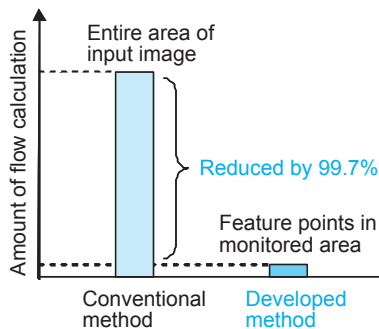 Amount of flow calculation
Entire area of
input image
Reduced by 99.7%
Feature points in
monitored area
Conventional
method
Developed
method